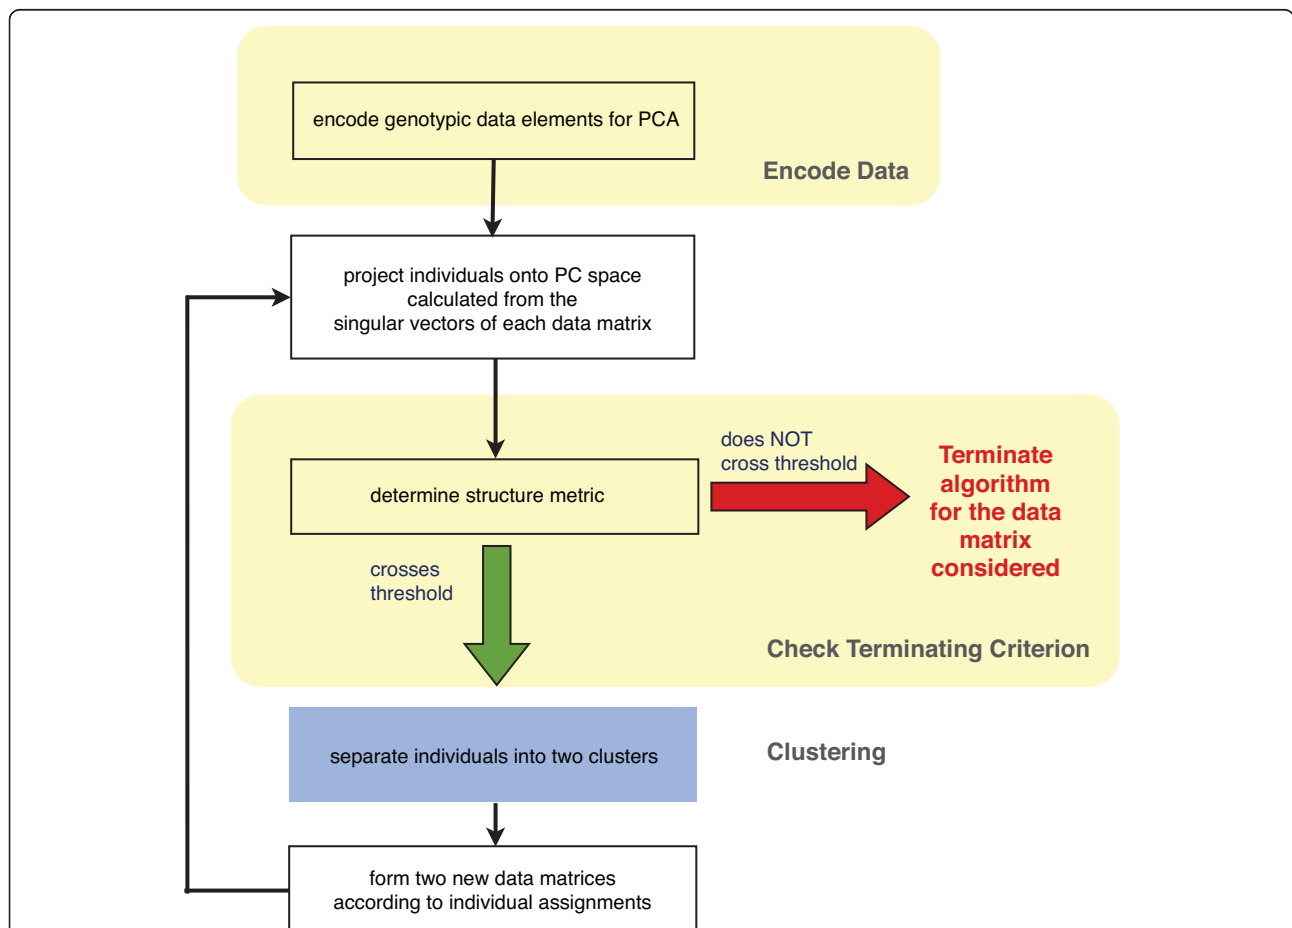 encode genotypic data elements for PCA
Encode Data
project individuals onto PC space
calculated from the
singular vectors of each data matrix
does NOT
cross threshold
determine structure metric
Terminate
algorithm
for the data
matrix
considered
crosses
threshold
Check Terminating Criterion
separate individuals into two clusters
Clustering
form two new data matrices
according to individual assignments